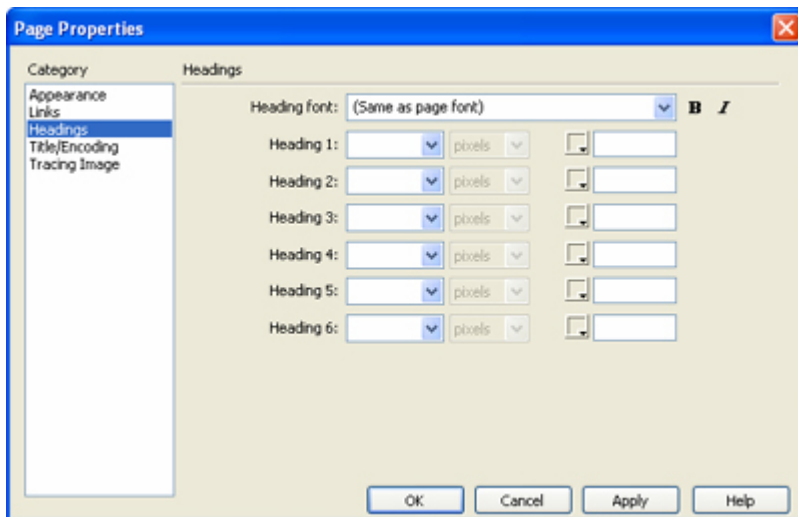 Page Properties
Category
Appearance
Links
Headings
Title/Encoding
Tracing Image
Headings
Heading font: (Same as page font) B I
Heading 1: pixels
Heading 2: pixels
Heading 3: pixels
Heading 4: pixels
Heading 5: pixels
Heading 6: pixels
OK Cancel Apply Help